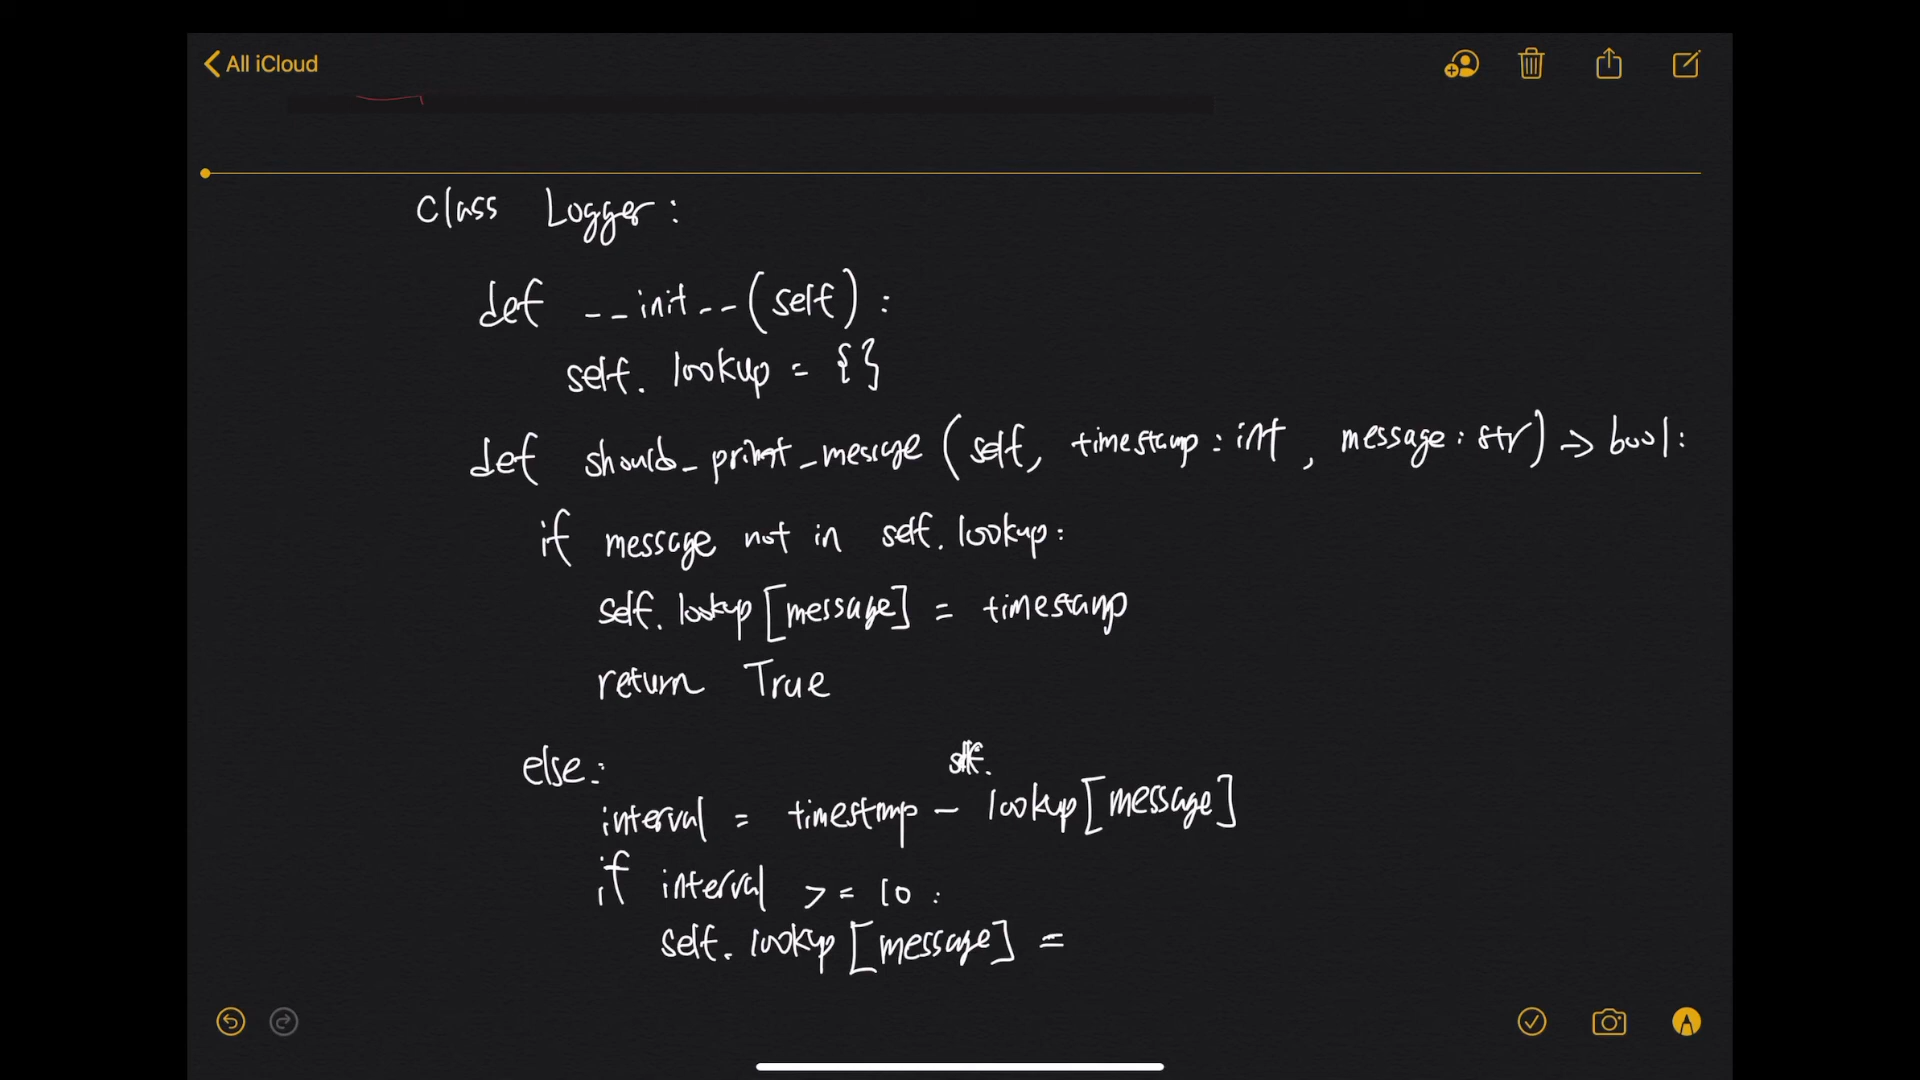 All iCloud
class Logger:
def __init__(self):
self.lookup = {}
def should_print_message (self, timestamp: int, message: str) -> bool:
if message not in self.lookup:
self.lookup[message] = timestamp
return True
else:
self.
interval = timestmp - lookup[message]
if interval >= 10:
self.lookup[message] =